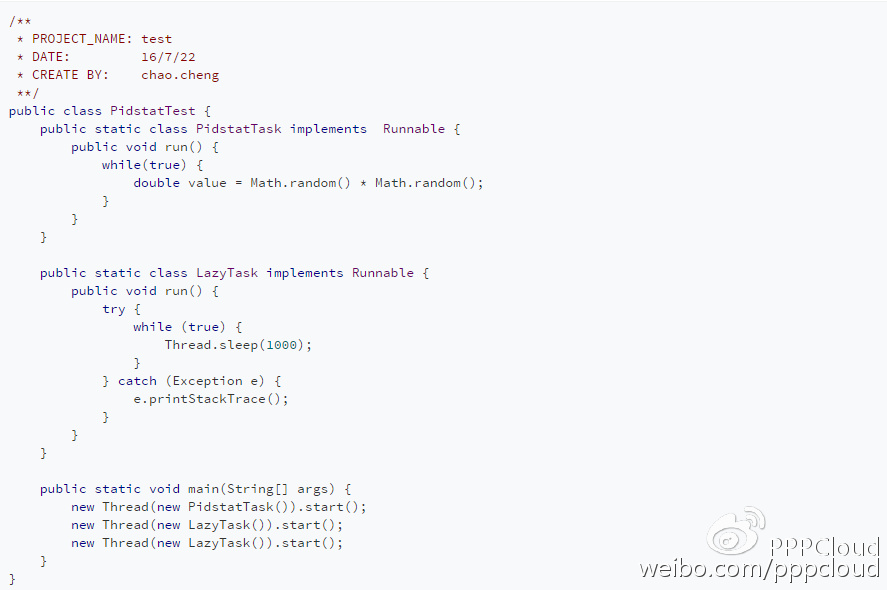 /**
 * PROJECT_NAME: test
 * DATE:         16/7/22
 * CREATE BY:    chao.cheng
 **/
public class PidstatTest {
    public static class PidstatTask implements  Runnable {
        public void run() {
            while(true) {
                double value = Math.random() * Math.random();
            }
        }
    }

    public static class LazyTask implements Runnable {
        public void run() {
            try {
                while (true) {
                    Thread.sleep(1000);
                }
            } catch (Exception e) {
                e.printStackTrace();
            }
        }
    }

    public static void main(String[] args) {
        new Thread(new PidstatTask()).start();
        new Thread(new LazyTask()).start();
        new Thread(new LazyTask()).start();
    }
}
PPPCloud
weibo.com/pppcloud